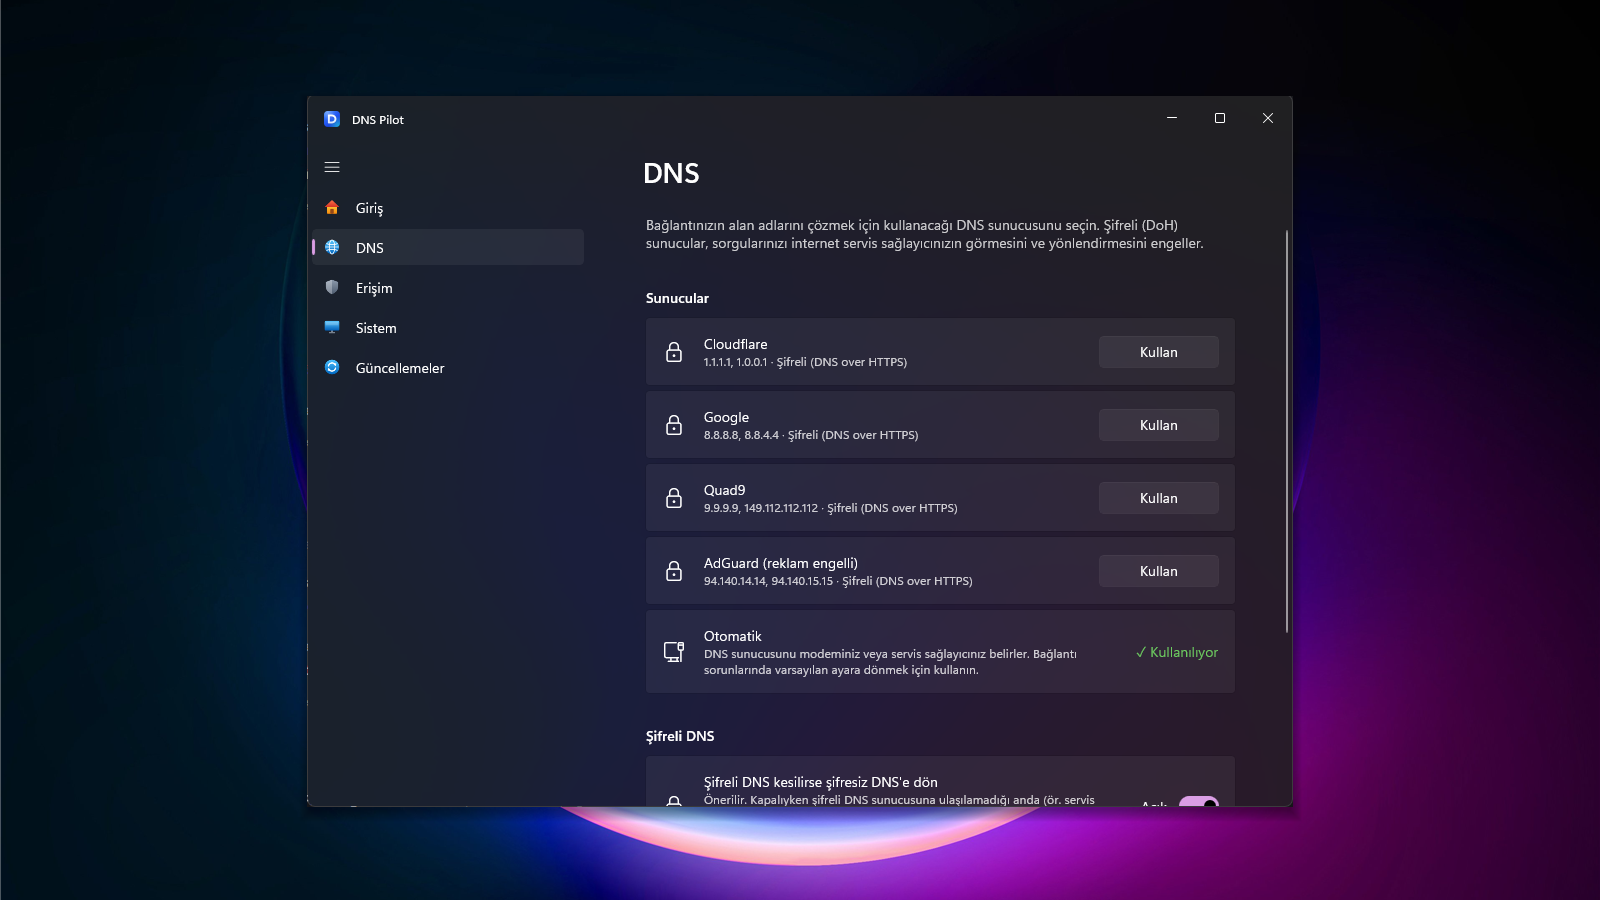 DNS Pilot
Giriş
DNS
Erişim
Sistem
Güncellemeler
DNS
Bağlantınızın alan adlarını çözmek için kullanacağı DNS sunucusunu seçin. Şifreli (DoH)
sunucular, sorgularınızı internet servis sağlayıcınızın görmesini ve yönlendirmesini engeller.
Sunucular
Cloudflare
1.1.1.1, 1.0.0.1 · Şifreli (DNS over HTTPS)
Kullan
Google
8.8.8.8, 8.8.4.4 · Şifreli (DNS over HTTPS)
Kullan
Quad9
9.9.9.9, 149.112.112.112 · Şifreli (DNS over HTTPS)
Kullan
AdGuard (reklam engelli)
94.140.14.14, 94.140.15.15 · Şifreli (DNS over HTTPS)
Kullan
Otomatik
DNS sunucusunu modeminiz veya servis sağlayıcınız belirler. Bağlantı
sorunlarında varsayılan ayara dönmek için kullanın.
✓ Kullanılıyor
Şifreli DNS
Şifreli DNS kesilirse şifresiz DNS'e dön
Önerilir. Kapalıyken şifreli DNS sunucusuna ulaşılamadığı anda (ör. servis